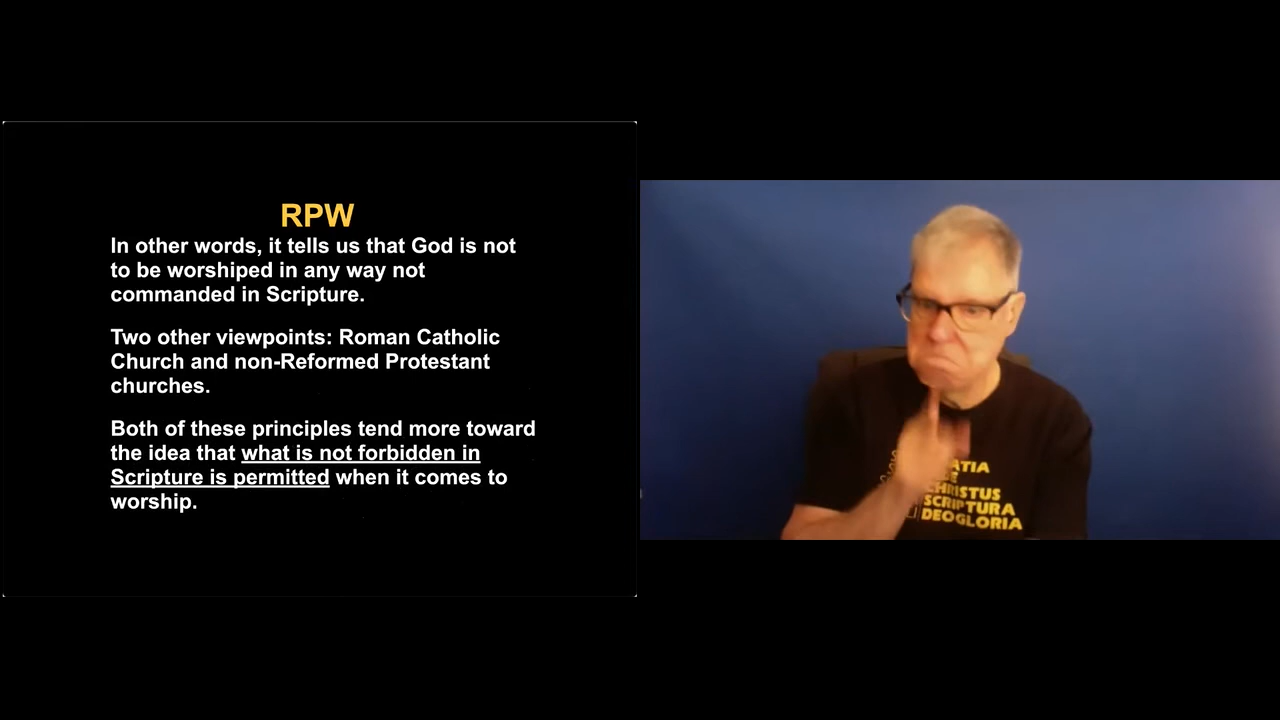 RPW
In other words, it tells us that God is not
to be worshiped in any way not
commanded in Scripture.
Two other viewpoints: Roman Catholic
Church and non-Reformed Protestant
churches.
Both of these principles tend more toward
the idea that what is not forbidden in
Scripture is permitted when it comes to
worship.
CHRISTUS
SCRIPTURA
DEOGLORIA